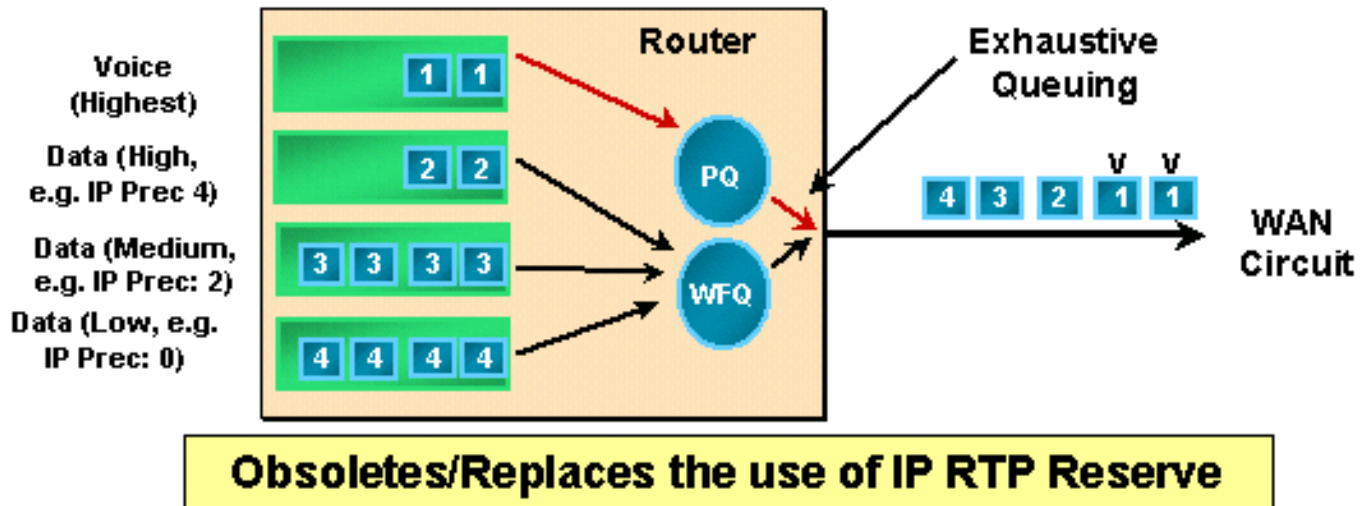 Router
Exhaustive
Queuing
Voice
(Highest)
1 1
Data (High,
e.g. IP Prec 4)
2 2
Data (Medium,
e.g. IP Prec: 2)
3 3 3 3
Data (Low, e.g.
IP Prec: 0)
4 4 4 4
PQ
WFQ
V V
4 3 2 1 1
WAN
Circuit
Obsoletes/Replaces the use of IP RTP Reserve